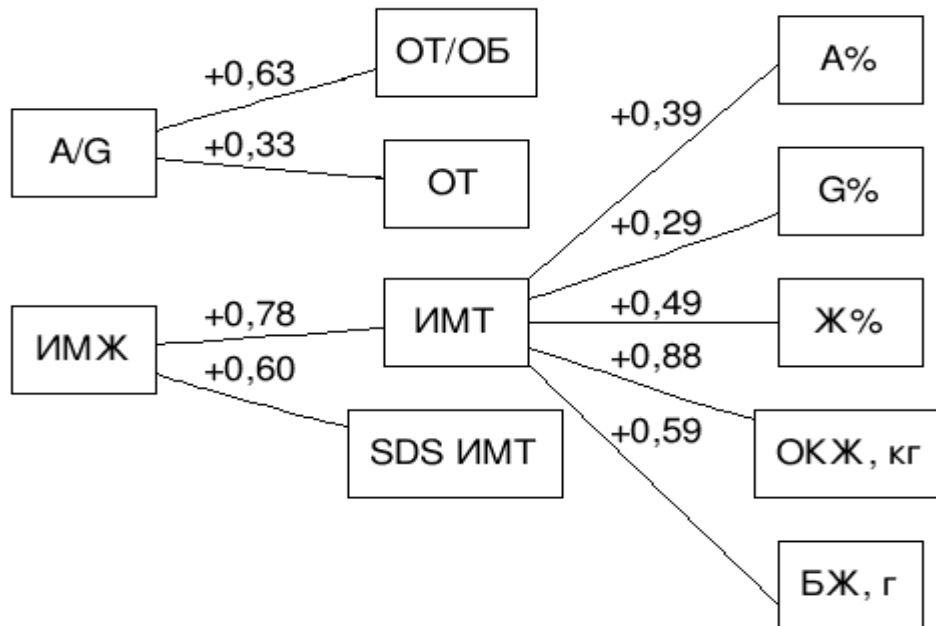 ОТ/ОБ
А%
+0,63
+0,39
A/G
+0,33
ОТ
G%
+0,29
ИМЖ
+0,78
ИМТ
+0,49
Ж%
+0,60
+0,88
SDS ИМТ
+0,59
ОКЖ, кг
БЖ, г